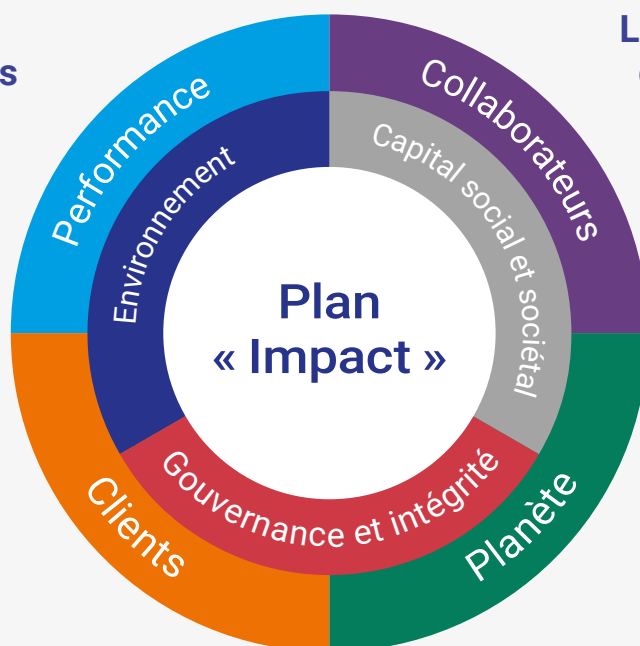 Performance
Collaborateurs
Environnement
Capital social et sociétal
Plan
« Impact »
Gouvernance et intégrité
Clients
Planète